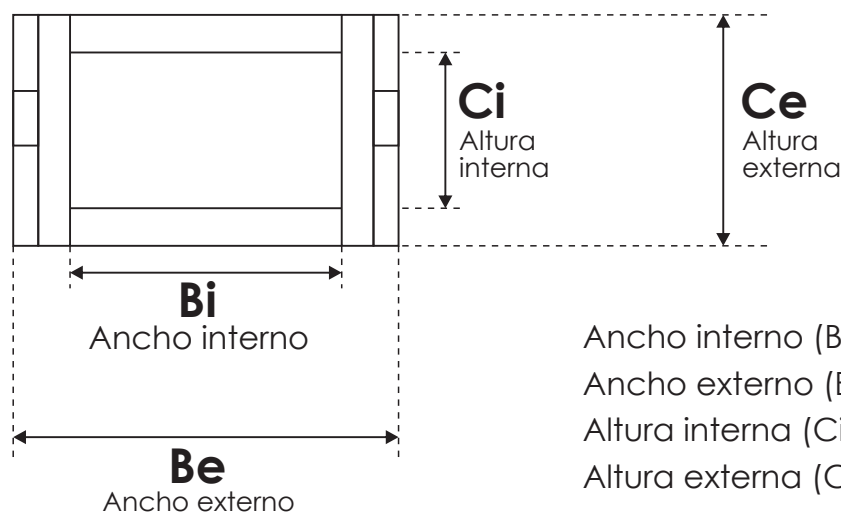 Ci
Altura
interna
Ce
Altura
externa
Bi
Ancho interno
Be
Ancho externo
Ancho interno (B
Ancho externo (
Altura interna (Ci
Altura externa (C